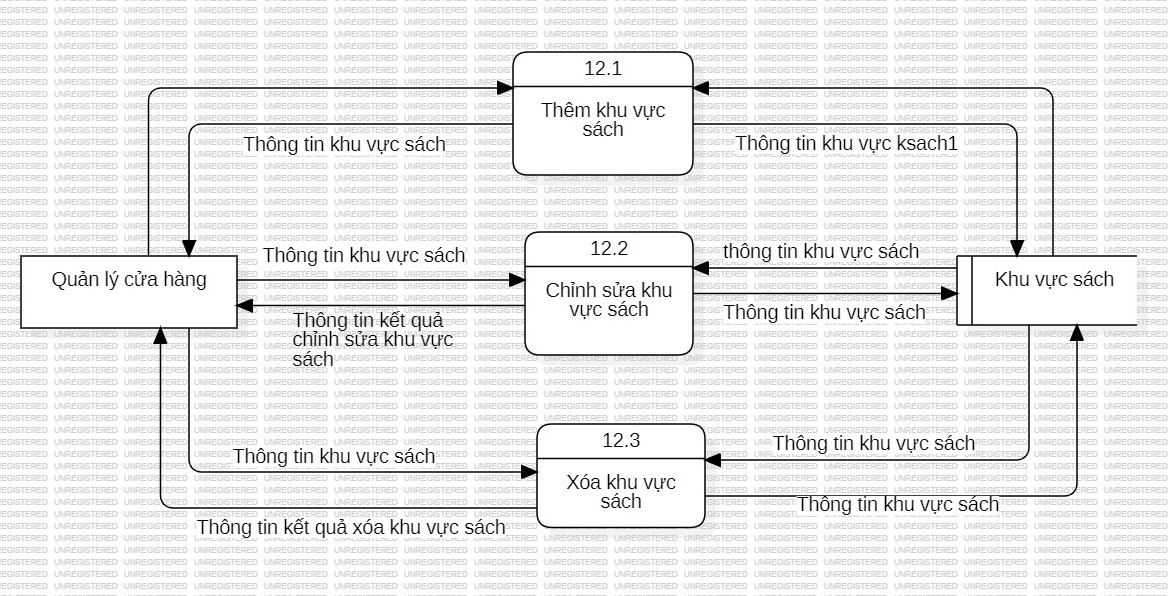 12.1
Thêm khu vực
sách
Thông tin khu vực sách
Thông tin khu vực ksach1
12.2
Thông tin khu vực sách
thông tin khu vực sách
Quản lý cửa hàng
Chỉnh sửa khu
vực sách
Khu vực sách
Thông tin kết quả
chỉnh sửa khu vực
sách
Thông tin khu vực sách
12.3
Thông tin khu vực sách
Thông tin khu vực sách
Xóa khu vực
sách
Thông tin khu vực sách
Thông tin kết quả xóa khu vực sách
UNREGISTERED